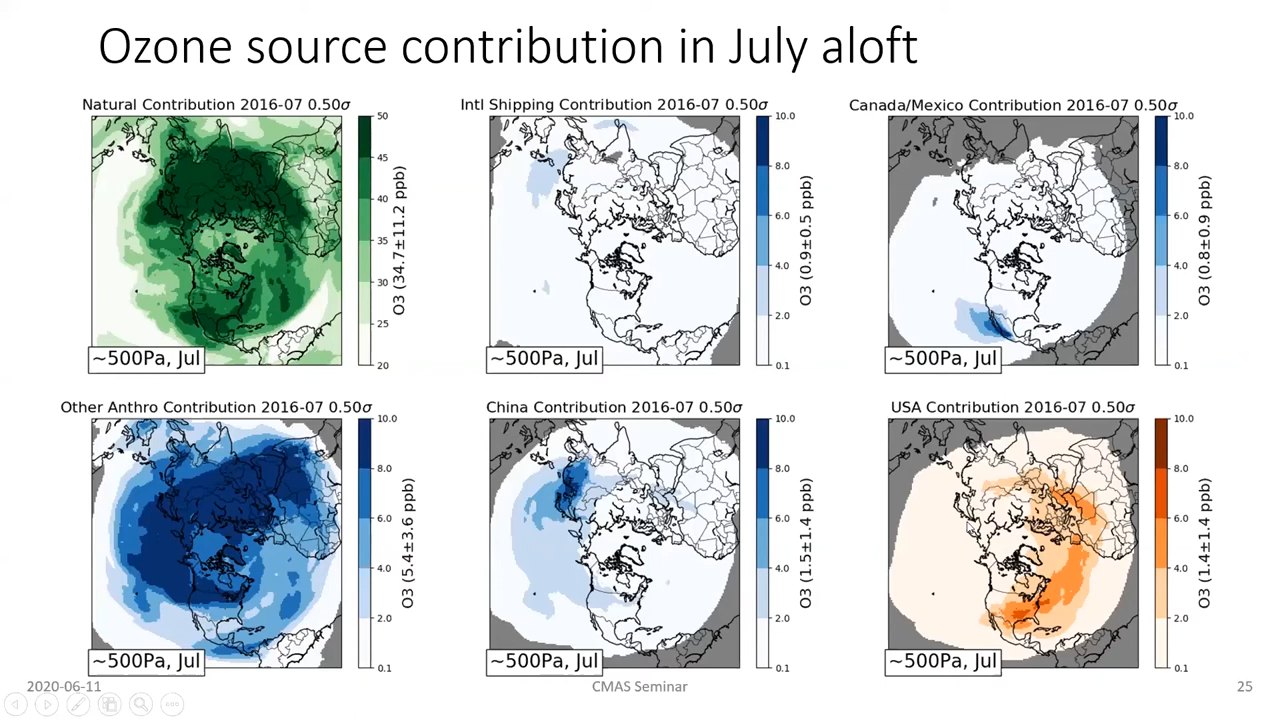 Ozone source contribution in July aloft
Natural Contribution 2016-07 0.50σ
50
45
40
35
30
25
20
O3 (34.7±11.2 ppb)
~500Pa, Jul
Intl Shipping Contribution 2016-07 0.50σ
10.0
8.0
6.0
4.0
2.0
0.1
O3 (0.9±0.5 ppb)
~500Pa, Jul
Canada/Mexico Contribution 2016-07 0.50σ
10.0
8.0
6.0
4.0
2.0
0.1
O3 (0.8±0.9 ppb)
~500Pa, Jul
Other Anthro Contribution 2016-07 0.50σ
10.0
8.0
6.0
4.0
2.0
0.1
O3 (5.4±3.6 ppb)
~500Pa, Jul
China Contribution 2016-07 0.50σ
10.0
8.0
6.0
4.0
2.0
0.1
O3 (1.5±1.4 ppb)
~500Pa, Jul
USA Contribution 2016-07 0.50σ
10.0
8.0
6.0
4.0
2.0
0.1
O3 (1.4±1.4 ppb)
~500Pa, Jul
2020-06-11
CMAS Seminar
25